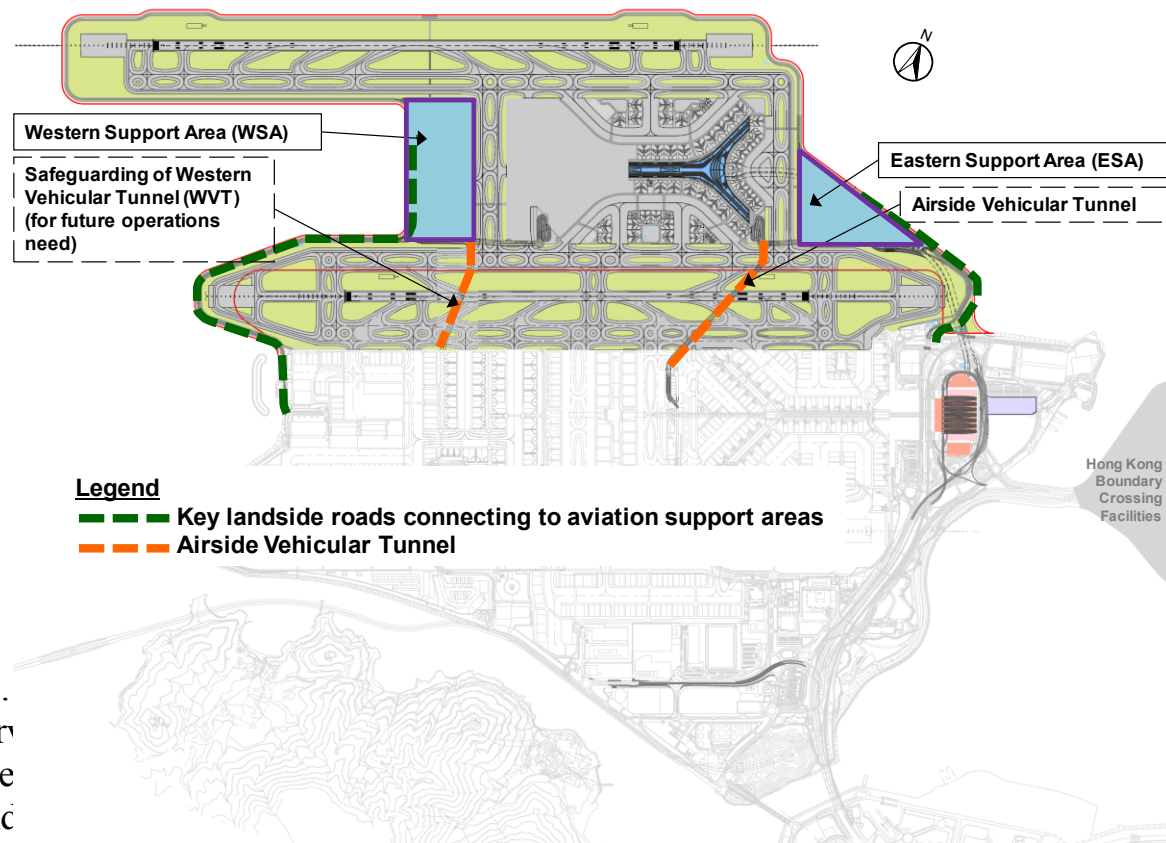 N
Western Support Area (WSA)
Safeguarding of Western
Vehicular Tunnel (WVT)
(for future operations
need)
Eastern Support Area (ESA)
Airside Vehicular Tunnel
Hong Kong
Boundary
Crossing
Facilities
Legend
Key landside roads connecting to aviation support areas
Airside Vehicular Tunnel